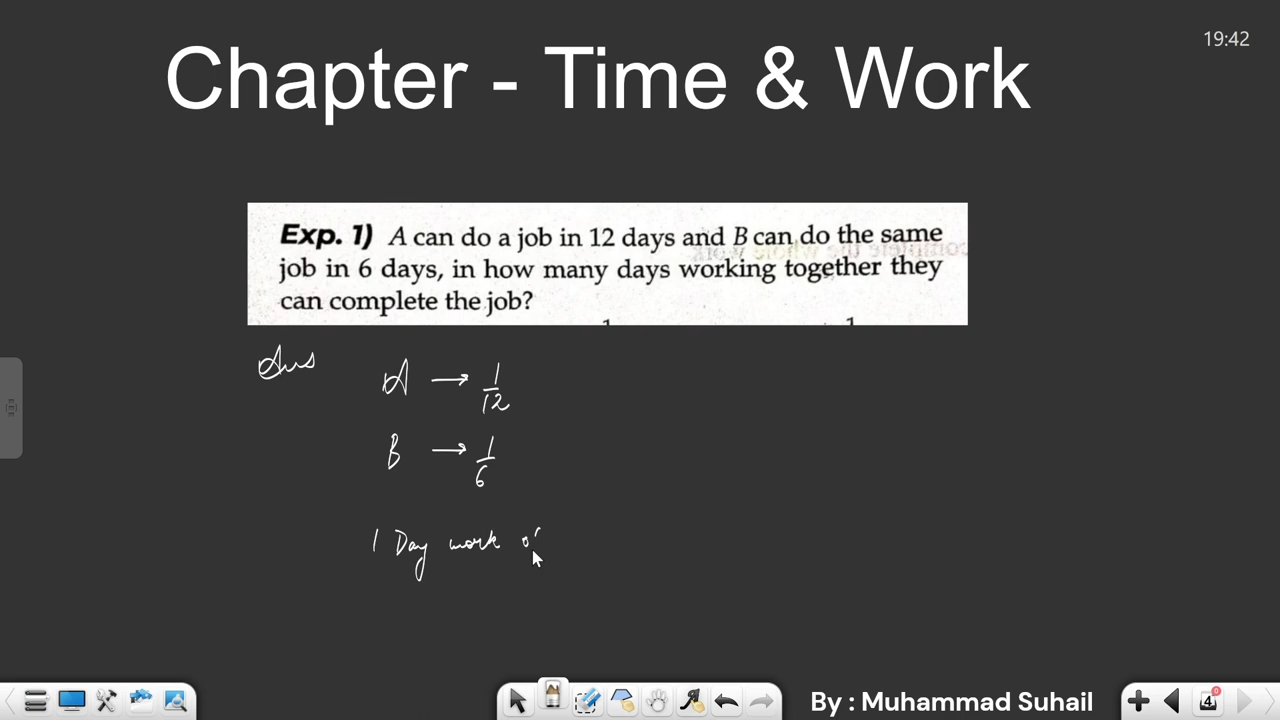 19:42
Chapter - Time & Work
Exp. 1) A can do a job in 12 days and B can do the same
job in 6 days, in how many days working together they
can complete the job?
Ans
A → 1/12
B → 1/6
1 Day work
By : Muhammad Suhail
4